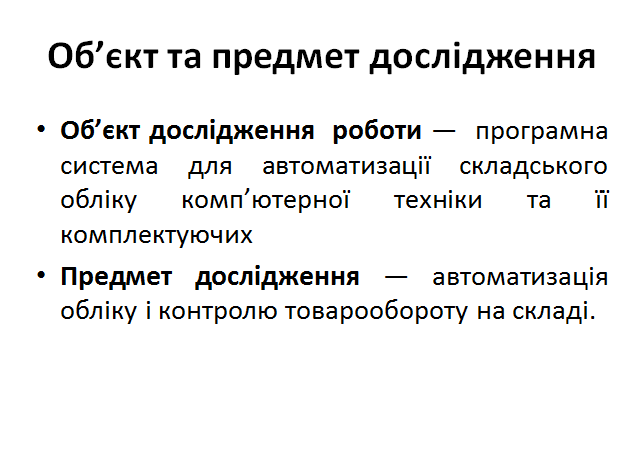 Об’єкт та предмет дослідження
• Об’єкт дослідження роботи — програмна
система для автоматизації складського
обліку комп’ютерної техніки та її
комплектуючих
• Предмет дослідження — автоматизація
обліку і контролю товарообороту на складі.